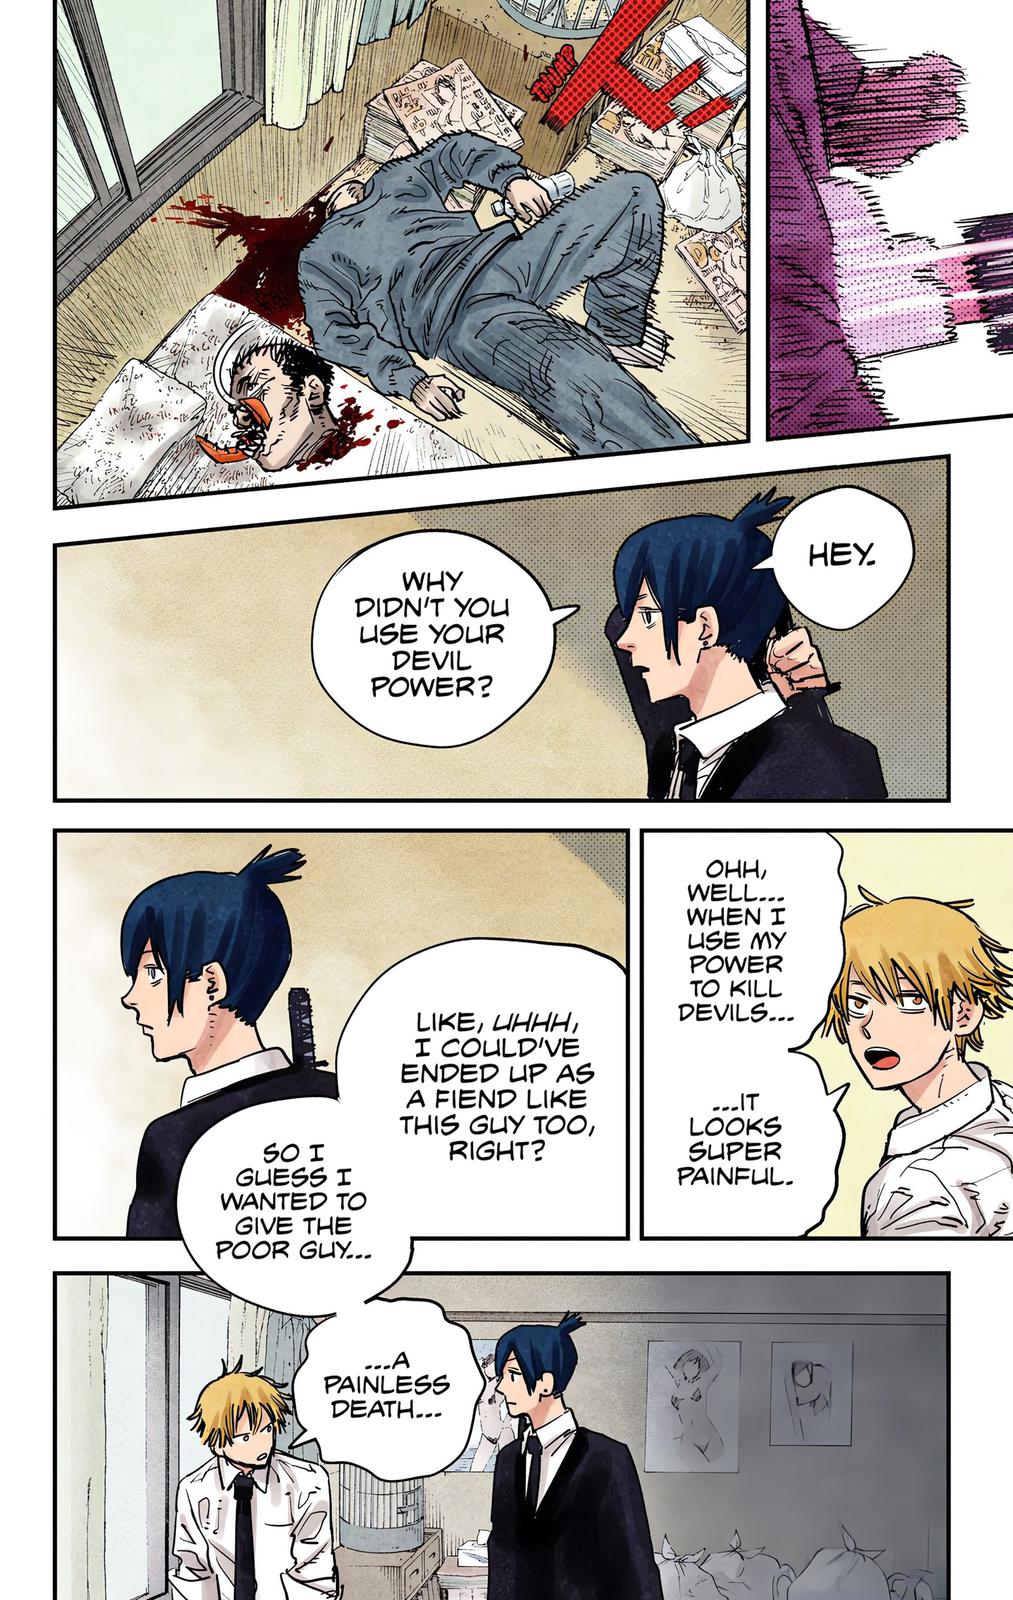 THUMP
ドッ
HEY.
WHY
DIDN'T YOU
USE YOUR
DEVIL
POWER?
OHH,
WELL...
WHEN I
USE MY
POWER
TO KILL
DEVILS...
...IT
LOOKS
SUPER
PAINFUL.
LIKE, UHHH,
I COULD'VE
ENDED UP AS
A FIEND LIKE
THIS GUY TOO,
RIGHT?
SO I
GUESS I
WANTED TO
GIVE THE
POOR GUY...
...A
PAINLESS
DEATH...